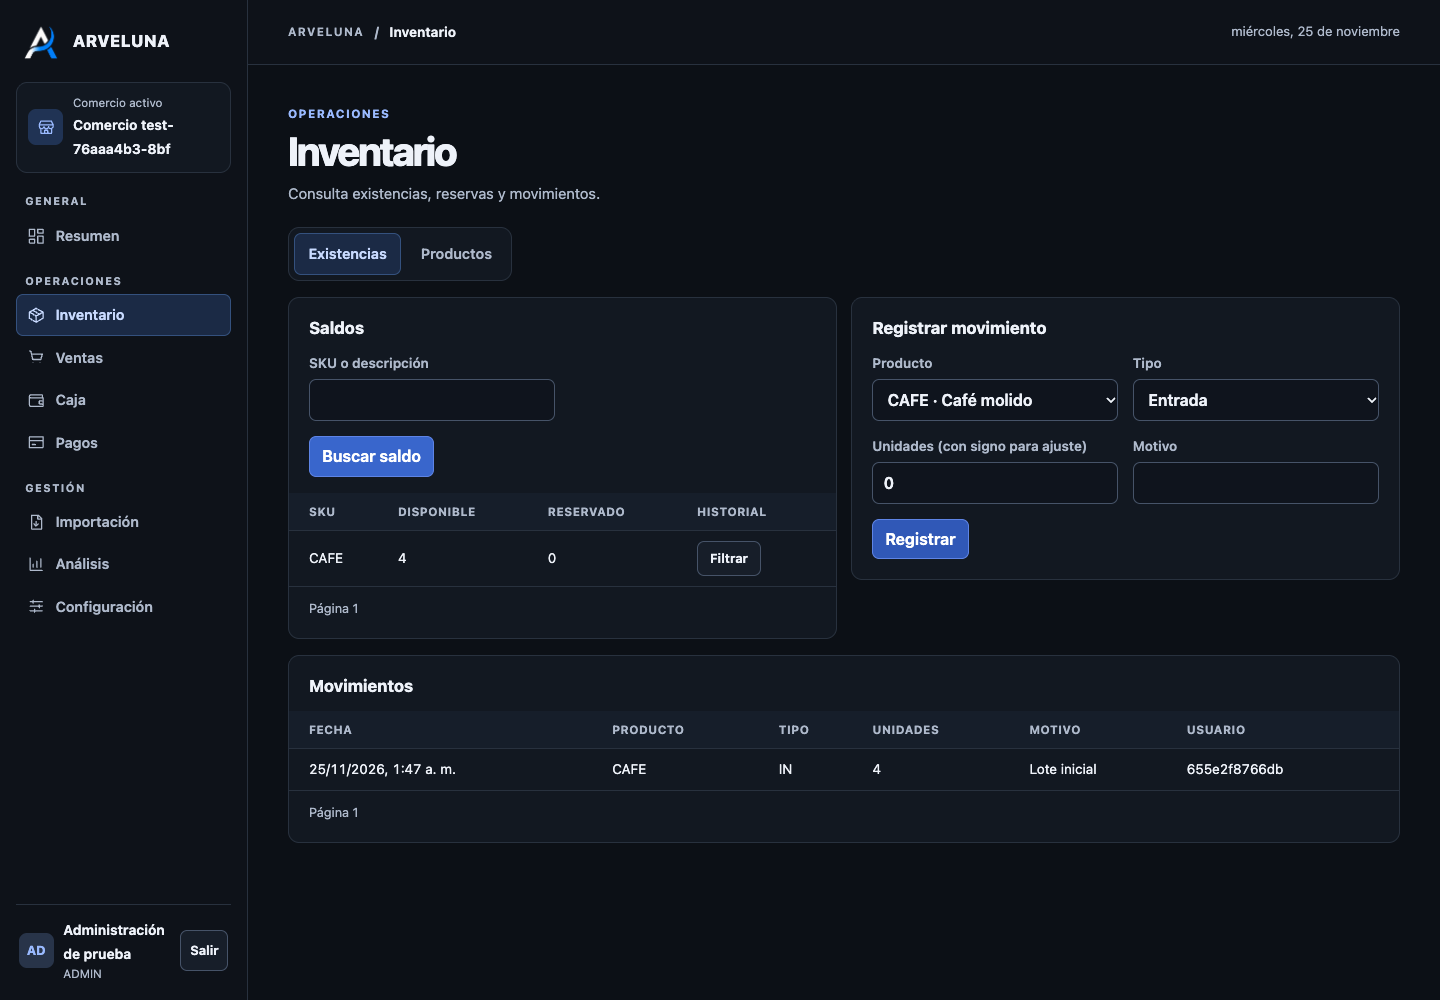 ARVELUNA
Comercio activo
Comercio test-
76aaa4b3-8bf
GENERAL
Resumen
OPERACIONES
Inventario
Ventas
Caja
Pagos
GESTIÓN
Importación
Análisis
Configuración
AD
Administración
de prueba
ADMIN
Salir
ARVELUNA / Inventario
miércoles, 25 de noviembre
OPERACIONES
Inventario
Consulta existencias, reservas y movimientos.
Existencias Productos
Saldos
SKU o descripción
Buscar saldo
SKU DISPONIBLE RESERVADO HISTORIAL
CAFE 4 0 Filtrar
Página 1
Registrar movimiento
Producto Tipo
CAFE · Café molido Entrada
Unidades (con signo para ajuste) Motivo
0
Registrar
Movimientos
FECHA PRODUCTO TIPO UNIDADES MOTIVO USUARIO
25/11/2026, 1:47 a. m. CAFE IN 4 Lote inicial 655e2f8766db
Página 1